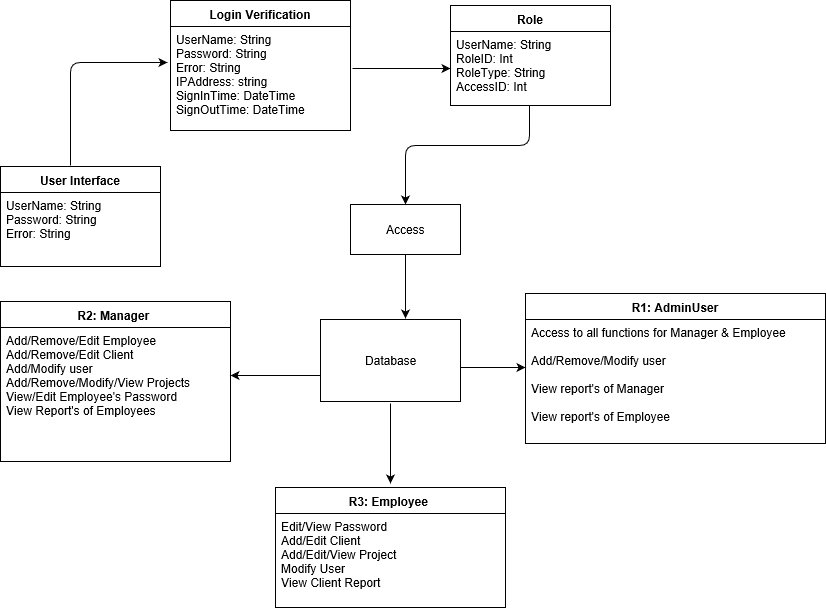 Login Verification
UserName: String
Password: String
Error: String
IPAddress: string
SignInTime: DateTime
SignOutTime: DateTime
Role
UserName: String
RoleID: Int
RoleType: String
AccessID: Int
User Interface
UserName: String
Password: String
Error: String
Access
R2: Manager
Add/Remove/Edit Employee
Add/Remove/Edit Client
Add/Modify user
Add/Remove/Modify/View Projects
View/Edit Employee's Password
View Report's of Employees
Database
R1: AdminUser
Access to all functions for Manager & Employee
Add/Remove/Modify user
View report's of Manager
View report's of Employee
R3: Employee
Edit/View Password
Add/Edit Client
Add/Edit/View Project
Modify User
View Client Report